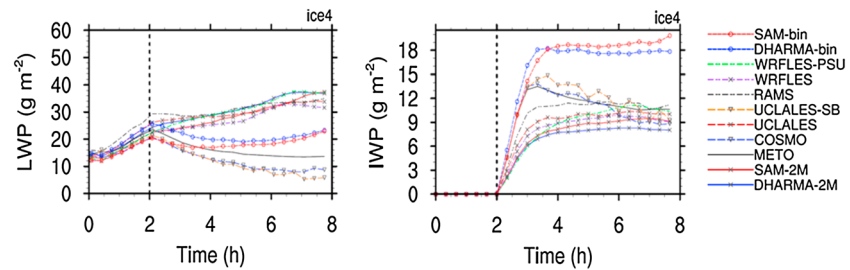 ice4
LWP (g m⁻²)
60
50
40
30
20
10
0
0 2 4 6 8
Time (h)
ice4
IWP (g m⁻²)
18
15
12
9
6
3
0
0 2 4 6 8
Time (h)
SAM-bin
DHARMA-bin
WRFLES-PSU
WRFLES
RAMS
UCLALES-SB
UCLALES
COSMO
METO
SAM-2M
DHARMA-2M